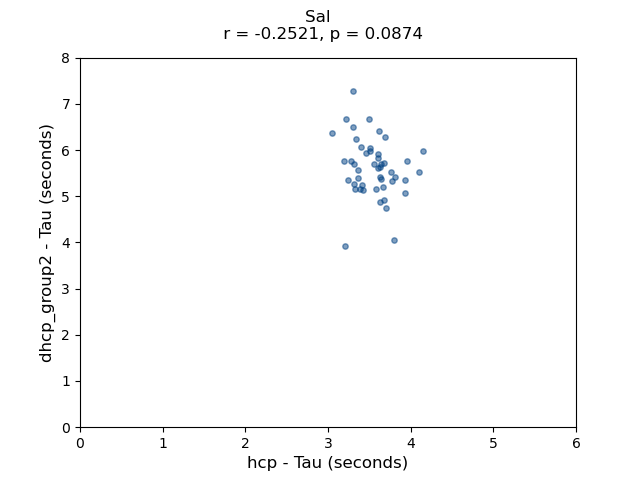 Sal
r = -0.2521, p = 0.0874
8
7
6
5
4
3
2
1
0
dhcp_group2 - Tau (seconds)
0 1 2 3 4 5 6
hcp - Tau (seconds)